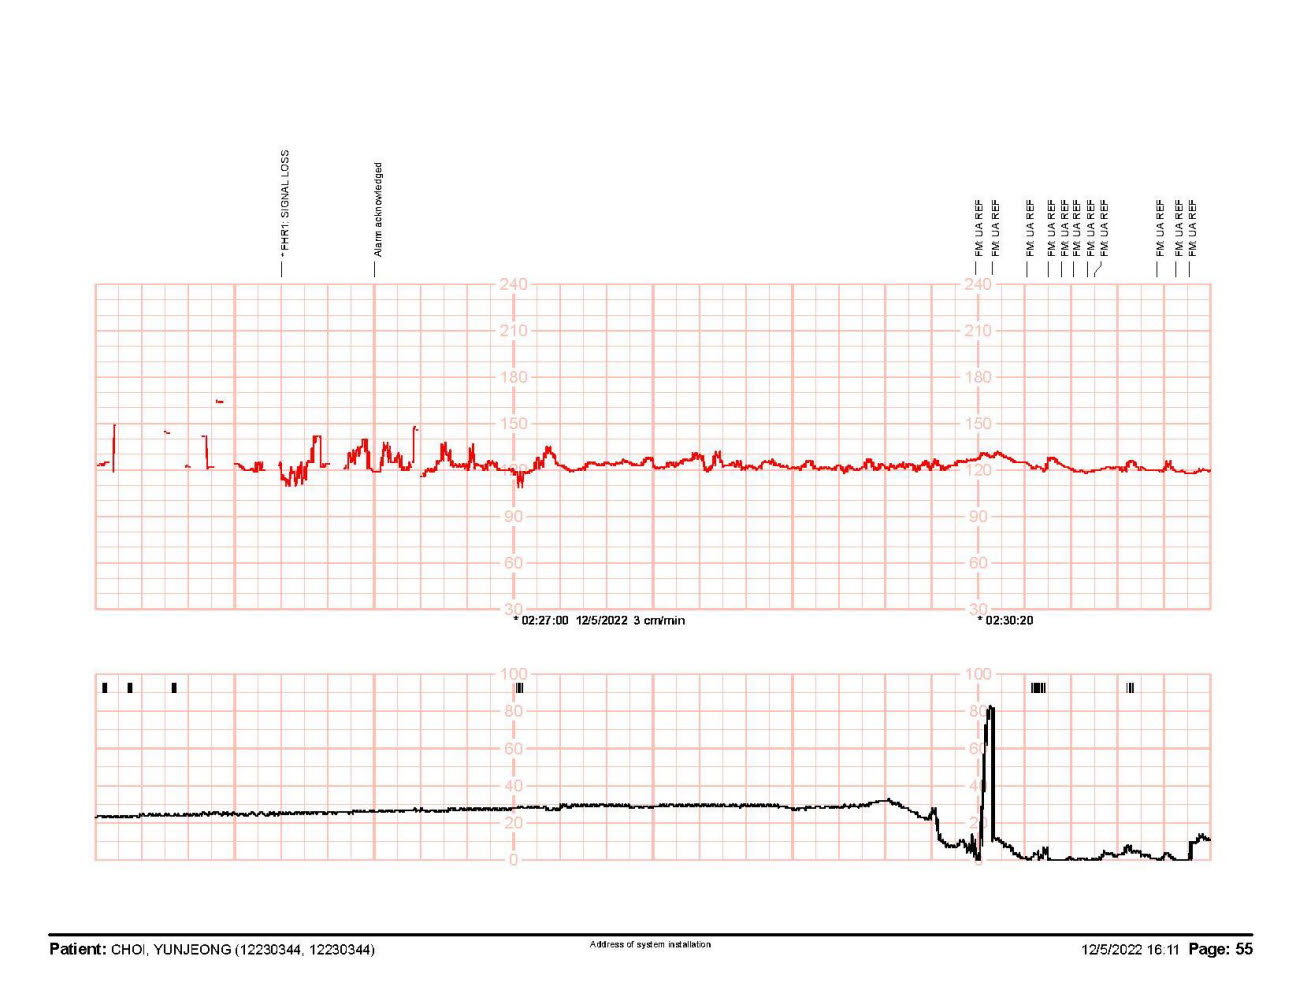 * FHR1: SIGNAL LOSS
Alarm acknowledged
FM: UA REF
FM: UA REF
FM: UA REF
FM: UA REF
FM: UA REF
FM: UA REF
FM: UA REF
FM: UA REF
FM: UA REF
FM: UA REF
FM: UA REF
240 240
210 210
180 180
150 150
120 120
90 90
60 60
30 30
* 02:27:00 12/5/2022 3 cm/min * 02:30:20
100 100
80 80
60 60
40 40
20 20
0 0
Patient: CHOI, YUNJEONG (12230344, 12230344) Address of system installation 12/5/2022 16:11 Page: 55